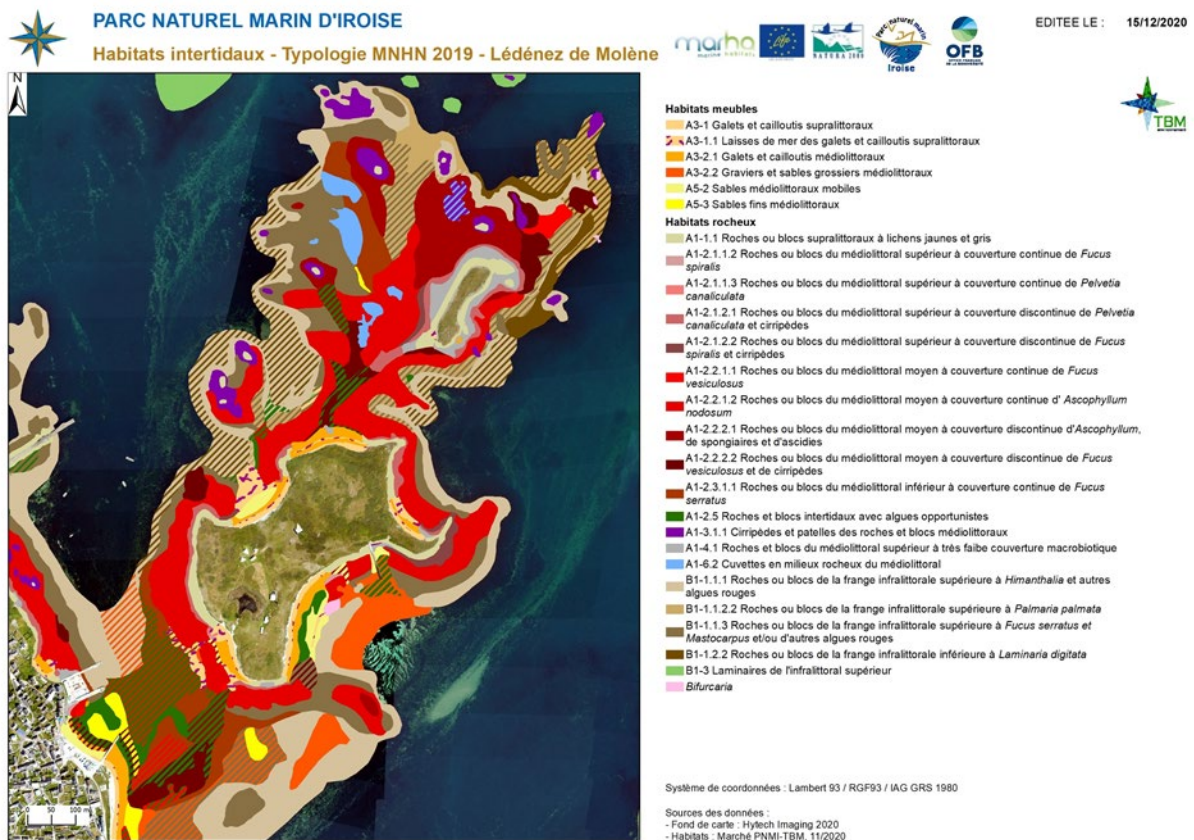 PARC NATUREL MARIN D'IROISE
Habitats intertidaux - Typologie MNHN 2019 - Lédénez de Molène
marha
marine habitats
Life
NATURA 2000
Parc naturel marin
Iroise
OFB
OFFICE FRANÇAIS
DE LA BIODIVERSITÉ
EDITEE LE : 15/12/2020
N
TBM
Habitats meubles
A3-1 Galets et cailloutis supralittoraux
A3-1.1 Laisses de mer des galets et cailloutis supralittoraux
A3-2.1 Galets et cailloutis médiolittoraux
A3-2.2 Graviers et sables grossiers médiolittoraux
A5-2 Sables médiolittoraux mobiles
A5-3 Sables fins médiolittoraux
Habitats rocheux
A1-1.1 Roches ou blocs supralittoraux à lichens jaunes et gris
A1-2.1.1.2 Roches ou blocs du médiolittoral supérieur à couverture continue de Fucus
spiralis
A1-2.1.1.3 Roches ou blocs du médiolittoral supérieur à couverture continue de Pelvetia
canaliculata
A1-2.1.2.1 Roches ou blocs du médiolittoral supérieur à couverture discontinue de Pelvetia
canaliculata et cirripèdes
A1-2.1.2.2 Roches ou blocs du médiolittoral supérieur à couverture discontinue de Fucus
spiralis et cirripèdes
A1-2.2.1.1 Roches ou blocs du médiolittoral moyen à couverture continue de Fucus
vesiculosus
A1-2.2.1.2 Roches ou blocs du médiolittoral moyen à couverture continue d' Ascophyllum
nodosum
A1-2.2.2.1 Roches ou blocs du médiolittoral moyen à couverture discontinue d'Ascophyllum,
de spongiaires et d'ascidies
A1-2.2.2.2 Roches ou blocs du médiolittoral moyen à couverture discontinue de Fucus
vesiculosus et de cirripèdes
A1-2.3.1.1 Roches ou blocs du médiolittoral inférieur à couverture continue de Fucus
serratus
A1-2.5 Roches et blocs intertidaux avec algues opportunistes
A1-3.1.1 Cirripèdes et patelles des roches et blocs médiolittoraux
A1-4.1 Roches et blocs du médiolittoral supérieur à très faibe couverture macrobiotique
A1-6.2 Cuvettes en milieux rocheux du médiolittoral
B1-1.1.1 Roches ou blocs de la frange infralittorale supérieure à Himanthalia et autres
algues rouges
B1-1.1.2.2 Roches ou blocs de la frange infralittorale supérieure à Palmaria palmata
B1-1.1.3 Roches ou blocs de la frange infralittorale supérieure à Fucus serratus et
Mastocarpus et/ou d'autres algues rouges
B1-1.2.2 Roches ou blocs de la frange infralittorale inférieure à Laminaria digitata
B1-3 Laminaires de l'infralittoral supérieur
Bifurcaria
0 50 100 m
Système de coordonnées : Lambert 93 / RGF93 / IAG GRS 1980
Sources des données :
- Fond de carte : Hytech Imaging 2020
- Habitats : Marché PNMI-TBM, 11/2020